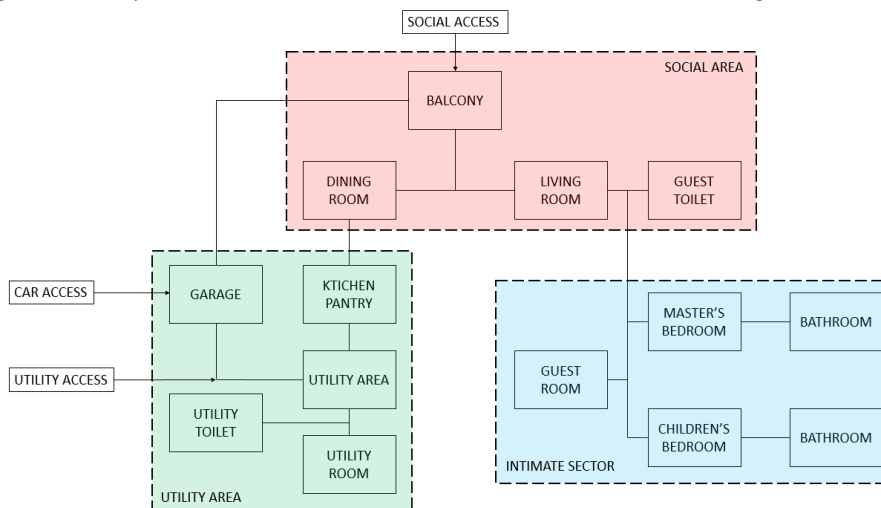 SOCIAL ACCESS
SOCIAL AREA
BALCONY
DINING
ROOM
LIVING
ROOM
GUEST
TOILET
CAR ACCESS
GARAGE
KTICHEN
PANTRY
MASTER'S
BEDROOM
BATHROOM
UTILITY ACCESS
UTILITY AREA
GUEST
ROOM
UTILITY
TOILET
CHILDREN'S
BEDROOM
BATHROOM
UTILITY
ROOM
INTIMATE SECTOR
UTILITY AREA